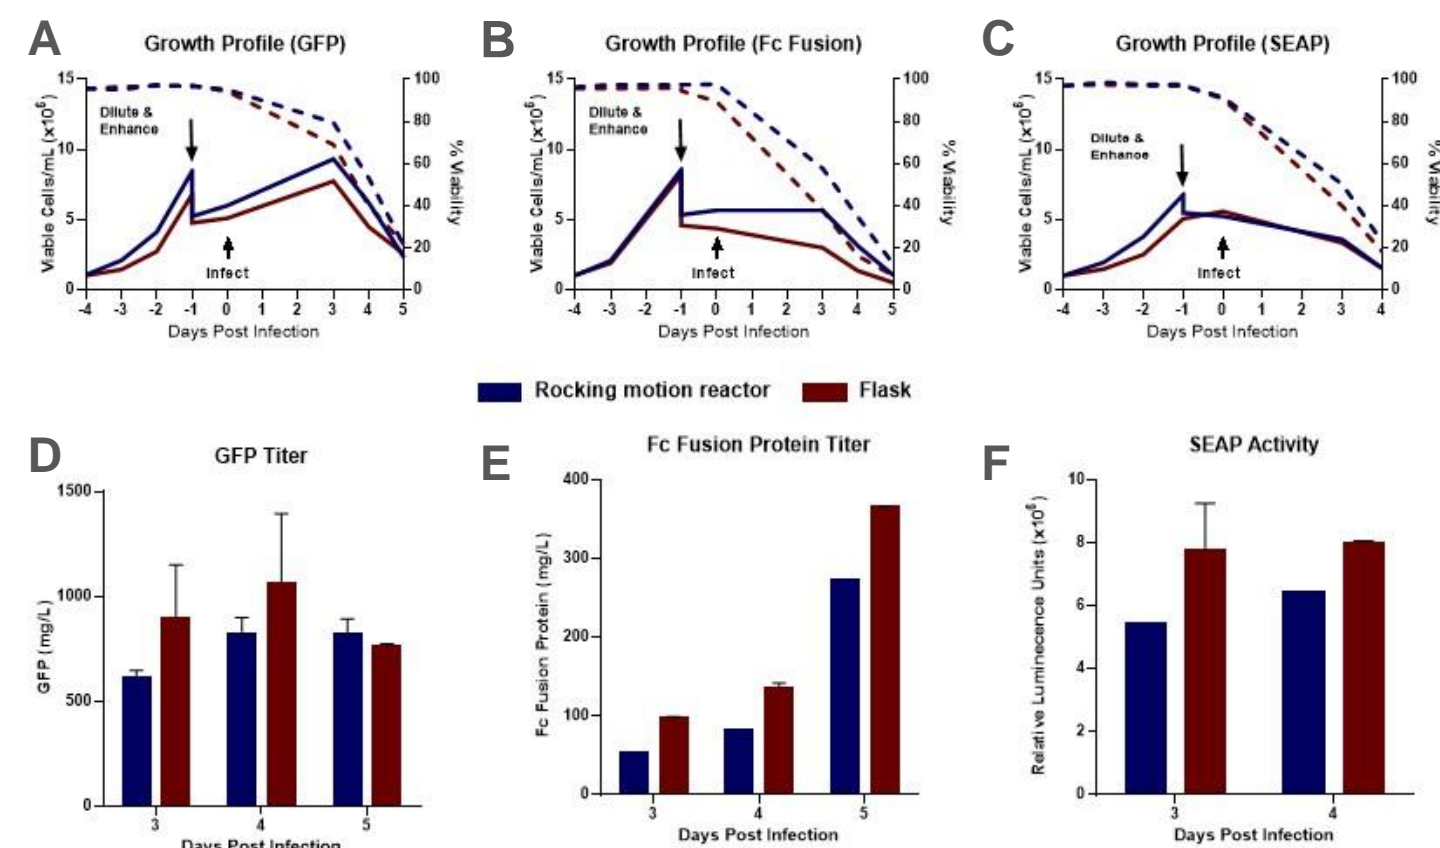 A
Growth Profile (GFP)
Viable Cells/mL (x10⁶)
15
10
5
0
Dilute &
Enhance
Infect
100
80
60
40
20
0
% Viability
-4 -3 -2 -1 0 1 2 3 4 5
Days Post Infection
B
Growth Profile (Fc Fusion)
Viable Cells/mL (x10⁶)
15
10
5
0
Dilute &
Enhance
Infect
100
80
60
40
20
0
% Viability
-4 -3 -2 -1 0 1 2 3 4 5
Days Post Infection
C
Growth Profile (SEAP)
Viable Cells/mL (x10⁶)
15
10
5
0
Dilute &
Enhance
Infect
100
80
60
40
20
0
% Viability
-4 -3 -2 -1 0 1 2 3 4
Days Post Infection
Rocking motion reactor
Flask
D
GFP Titer
GFP (mg/L)
1500
1000
500
0
3 4 5
Days Post Infection
E
Fc Fusion Protein Titer
Fc Fusion Protein (mg/L)
400
300
200
100
0
3 4 5
Days Post Infection
F
SEAP Activity
Relative Luminecence Units (x10⁶)
10
8
6
4
2
0
3 4
Days Post Infection